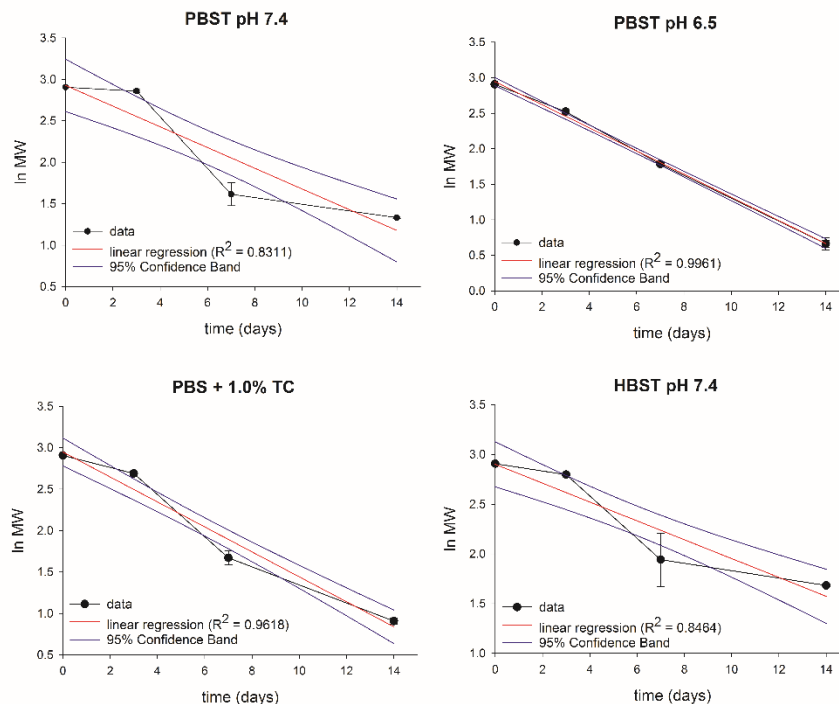 PBST pH 7.4
3.5
3.0
2.5
2.0
1.5
1.0
0.5
ln MW
data
linear regression (R² = 0.8311)
95% Confidence Band
0 2 4 6 8 10 12 14
time (days)
PBST pH 6.5
3.5
3.0
2.5
2.0
1.5
1.0
0.5
0.0
ln MW
data
linear regression (R² = 0.9961)
95% Confidence Band
0 2 4 6 8 10 12 14
time (days)
PBS + 1.0% TC
3.5
3.0
2.5
2.0
1.5
1.0
0.5
ln MW
data
linear regression (R² = 0.9618)
95% Confidence Band
0 2 4 6 8 10 12 14
time (days)
HBST pH 7.4
3.5
3.0
2.5
2.0
1.5
1.0
ln MW
data
linear regression (R² = 0.8464)
95% Confidence Band
0 2 4 6 8 10 12 14
time (days)